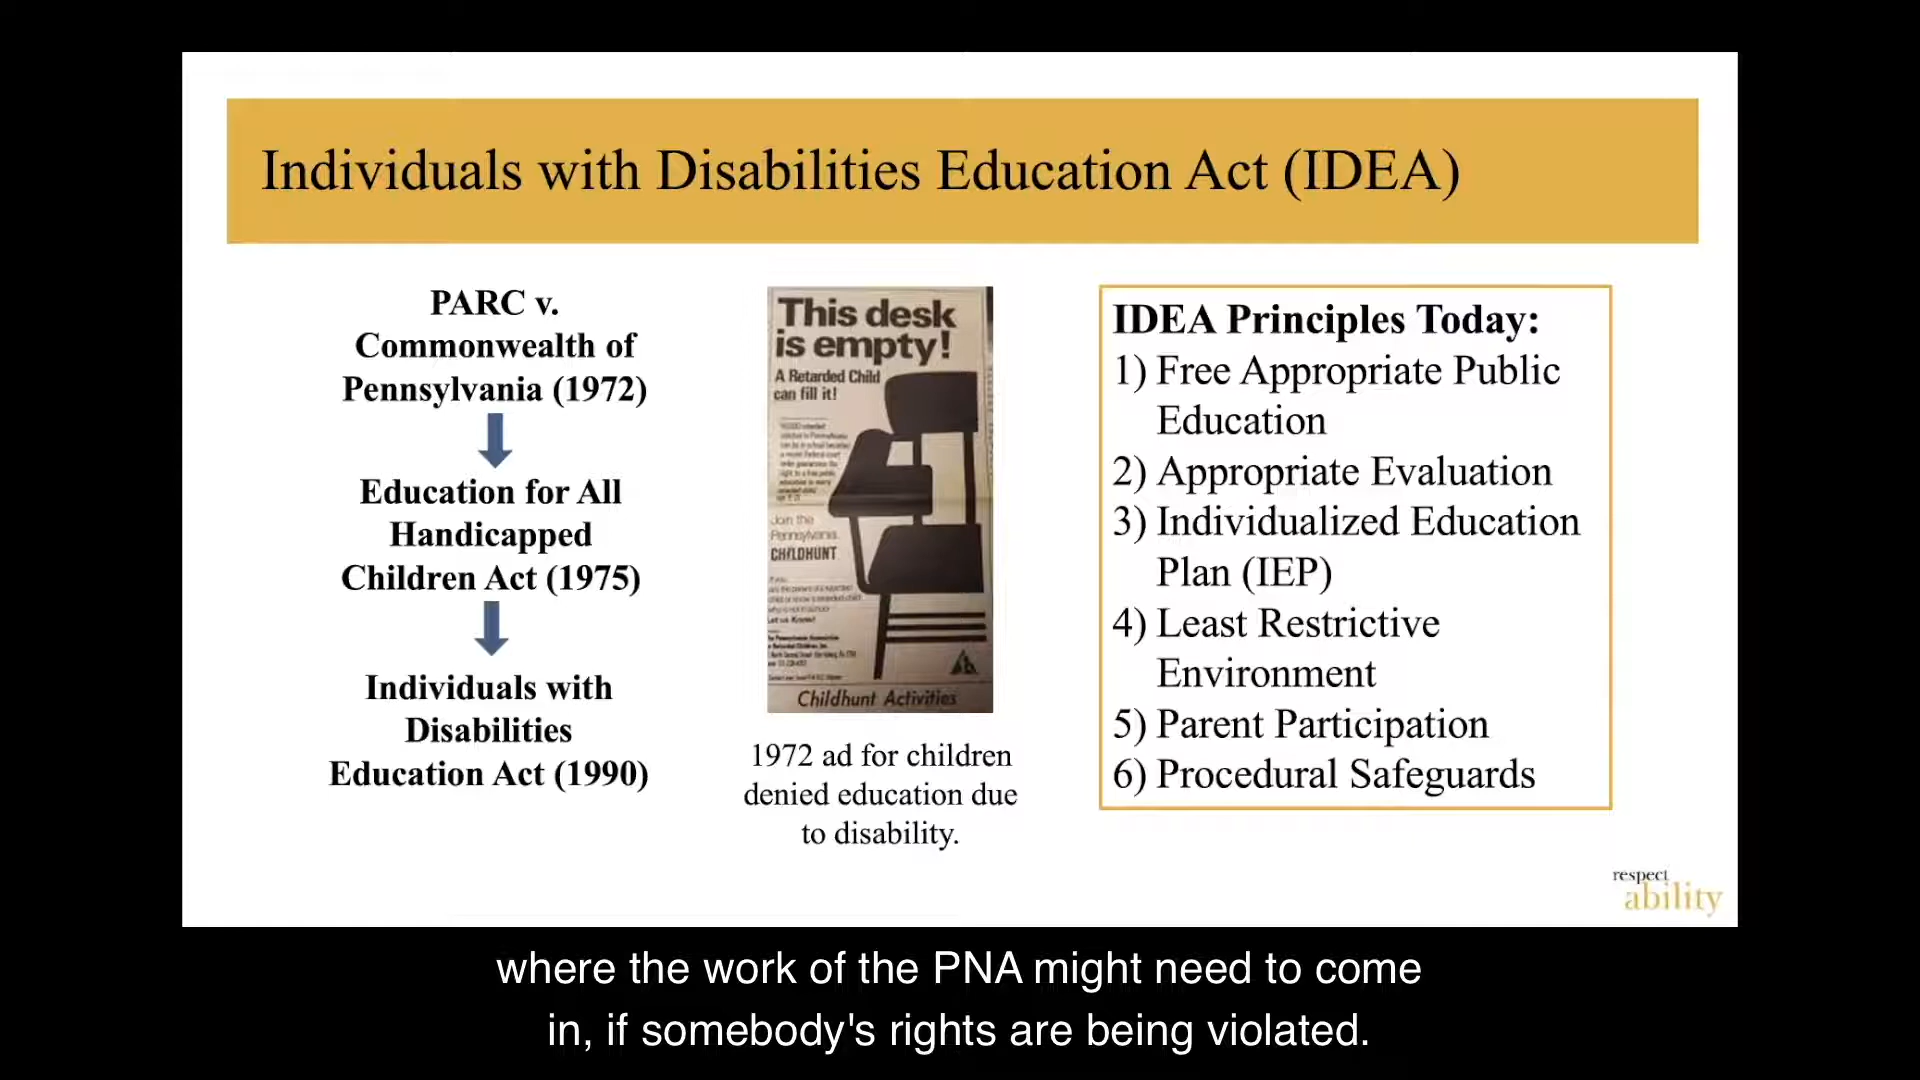 Individuals with Disabilities Education Act (IDEA)
PARC v.
Commonwealth of
Pennsylvania (1972)
Education for All
Handicapped
Children Act (1975)
Individuals with
Disabilities
Education Act (1990)
This desk
is empty!
A Retarded Child
can fill it!
Join the
Pennsylvania
CHILDHUNT
Let us Know!
Childhunt Activities
1972 ad for children
denied education due
to disability.
IDEA Principles Today:
1) Free Appropriate Public
Education
2) Appropriate Evaluation
3) Individualized Education
Plan (IEP)
4) Least Restrictive
Environment
5) Parent Participation
6) Procedural Safeguards
respect
ability
where the work of the PNA might need to come
in, if somebody's rights are being violated.